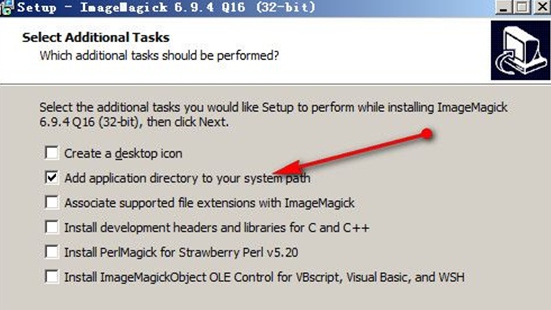 Setup - ImageMagick 6.9.4 Q16 (32-bit)
Select Additional Tasks
Which additional tasks should be performed?
Select the additional tasks you would like Setup to perform while installing ImageMagick
6.9.4 Q16 (32-bit), then click Next.
Create a desktop icon
Add application directory to your system path
Associate supported file extensions with ImageMagick
Install development headers and libraries for C and C++
Install PerlMagick for Strawberry Perl v5.20
Install ImageMagickObject OLE Control for VBscript, Visual Basic, and WSH